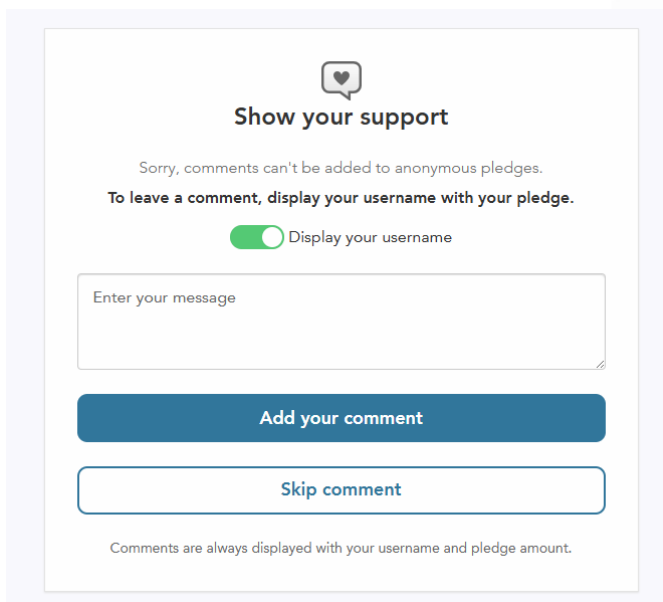 Show your support
Sorry, comments can't be added to anonymous pledges.
To leave a comment, display your username with your pledge.
Display your username
Enter your message
Add your comment
Skip comment
Comments are always displayed with your username and pledge amount.